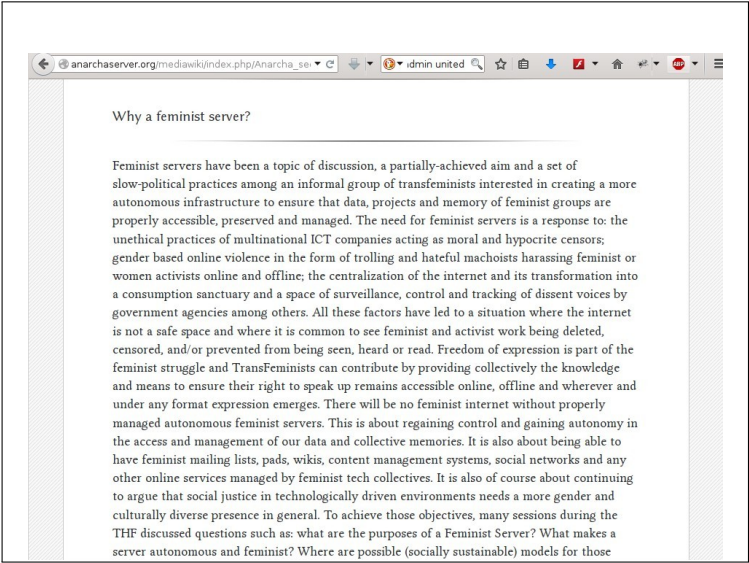 anarchaserver.org/mediawiki/index.php/Anarcha_se
dmin united
ABP
Why a feminist server?
Feminist servers have been a topic of discussion, a partially-achieved aim and a set of
slow-political practices among an informal group of transfeminists interested in creating a more
autonomous infrastructure to ensure that data, projects and memory of feminist groups are
properly accessible, preserved and managed. The need for feminist servers is a response to: the
unethical practices of multinational ICT companies acting as moral and hypocrite censors;
gender based online violence in the form of trolling and hateful machoists harassing feminist or
women activists online and offline; the centralization of the internet and its transformation into
a consumption sanctuary and a space of surveillance, control and tracking of dissent voices by
government agencies among others. All these factors have led to a situation where the internet
is not a safe space and where it is common to see feminist and activist work being deleted,
censored, and/or prevented from being seen, heard or read. Freedom of expression is part of the
feminist struggle and TransFeminists can contribute by providing collectively the knowledge
and means to ensure their right to speak up remains accessible online, offline and wherever and
under any format expression emerges. There will be no feminist internet without properly
managed autonomous feminist servers. This is about regaining control and gaining autonomy in
the access and management of our data and collective memories. It is also about being able to
have feminist mailing lists, pads, wikis, content management systems, social networks and any
other online services managed by feminist tech collectives. It is also of course about continuing
to argue that social justice in technologically driven environments needs a more gender and
culturally diverse presence in general. To achieve those objectives, many sessions during the
THF discussed questions such as: what are the purposes of a Feminist Server? What makes a
server autonomous and feminist? Where are possible (socially sustainable) models for those